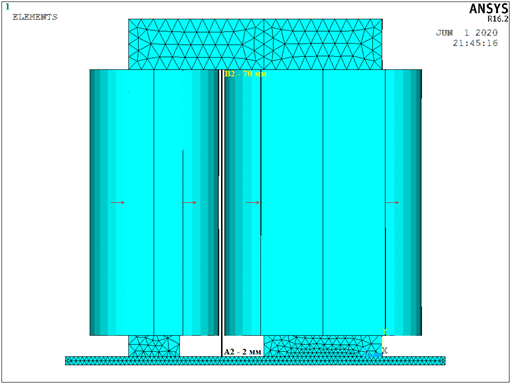 1
ELEMENTS
ANSYS
R16.2
JUN 1 2020
21:45:16
B2 - 70 мм
A2 - 2 мм
Y
X